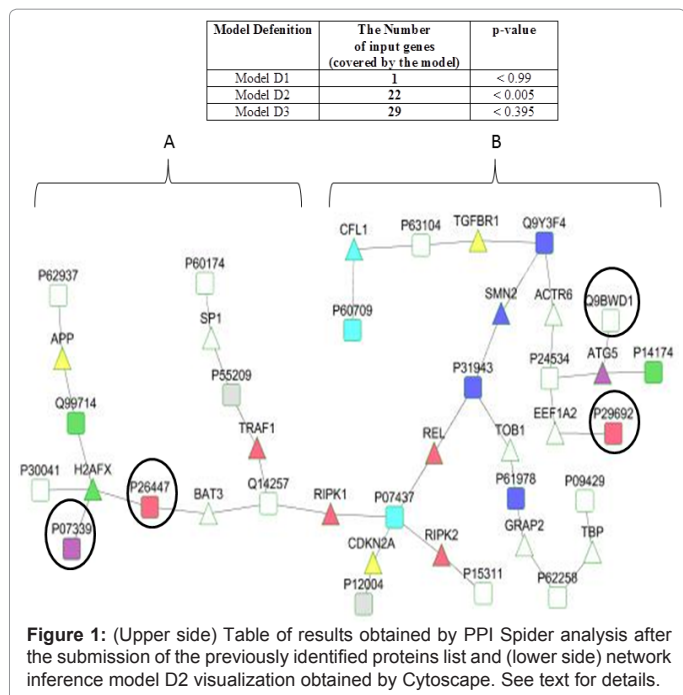 Model Defenition The Number of input genes (covered by the model) p-value
Model D1 1 < 0.99
Model D2 22 < 0.005
Model D3 29 < 0.395
A B
CFL1 P63104 TGFBR1 Q9Y3F4
P62937 P60174
SMN2 ACTR6 Q9BWD1
APP SP1 P60709
P55209 P31943 P24534 ATG5 P14174
Q99714
TRAF1 REL TOB1 EEF1A2 P29692
P30041 H2AFX P26447 BAT3 Q14257 RIPK1 P07437 P61978 P09429
P07339 CDKN2A RIPK2 GRAP2 TBP
P12004 P15311 P62258
Figure 1: (Upper side) Table of results obtained by PPI Spider analysis after
the submission of the previously identified proteins list and (lower side) network
inference model D2 visualization obtained by Cytoscape. See text for details.